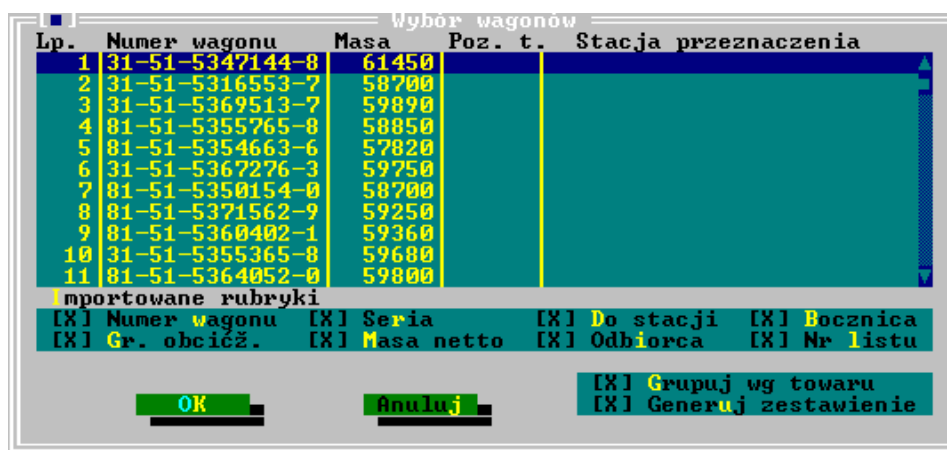 Wybór wagonów
Lp. Numer wagonu Masa Poz. t. Stacja przeznaczenia
1 31-51-5347144-8 61450
2 31-51-5316553-7 58700
3 31-51-5369513-7 59890
4 81-51-5355765-8 58850
5 81-51-5354663-6 57820
6 31-51-5367276-3 59750
7 81-51-5350154-0 58700
8 81-51-5371562-9 59250
9 81-51-5360402-1 59360
10 31-51-5355365-8 59680
11 81-51-5364052-0 59800
Importowane rubryki
[X] Numer wagonu [X] Seria [X] Do stacji [X] Bocznica
[X] Gr. obcićż. [X] Masa netto [X] Odbiorca [X] Nr listu
[X] Grupuj wg towaru
OK Anuluj [X] Generuj zestawienie